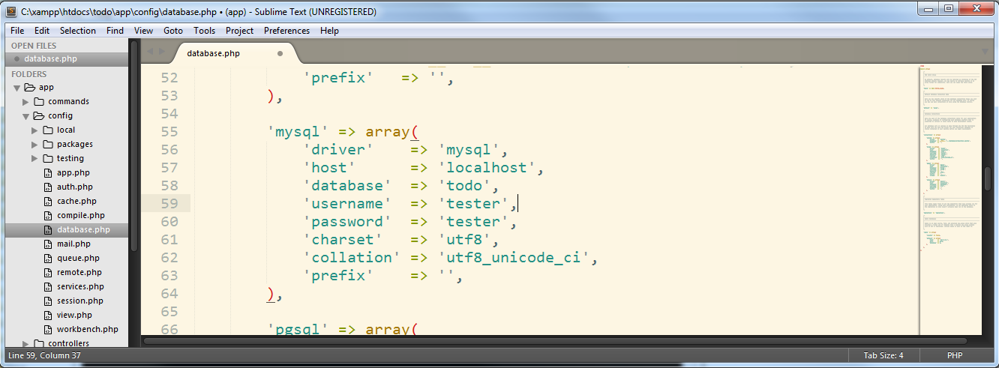 C:\xampp\htdocs\todo\app\config\database.php • (app) - Sublime Text (UNREGISTERED)
File Edit Selection Find View Goto Tools Project Preferences Help
OPEN FILES
database.php
FOLDERS
app
commands
config
local
packages
testing
app.php
auth.php
cache.php
compile.php
database.php
mail.php
queue.php
remote.php
services.php
session.php
view.php
workbench.php
controllers
database.php
52 'prefix' => '',
53 ),
54
55 'mysql' => array(
56 'driver' => 'mysql',
57 'host' => 'localhost',
58 'database' => 'todo',
59 'username' => 'tester',
60 'password' => 'tester',
61 'charset' => 'utf8',
62 'collation' => 'utf8_unicode_ci',
63 'prefix' => '',
64 ),
65
66 'pgsql' => array(
Line 59, Column 37 Tab Size: 4 PHP